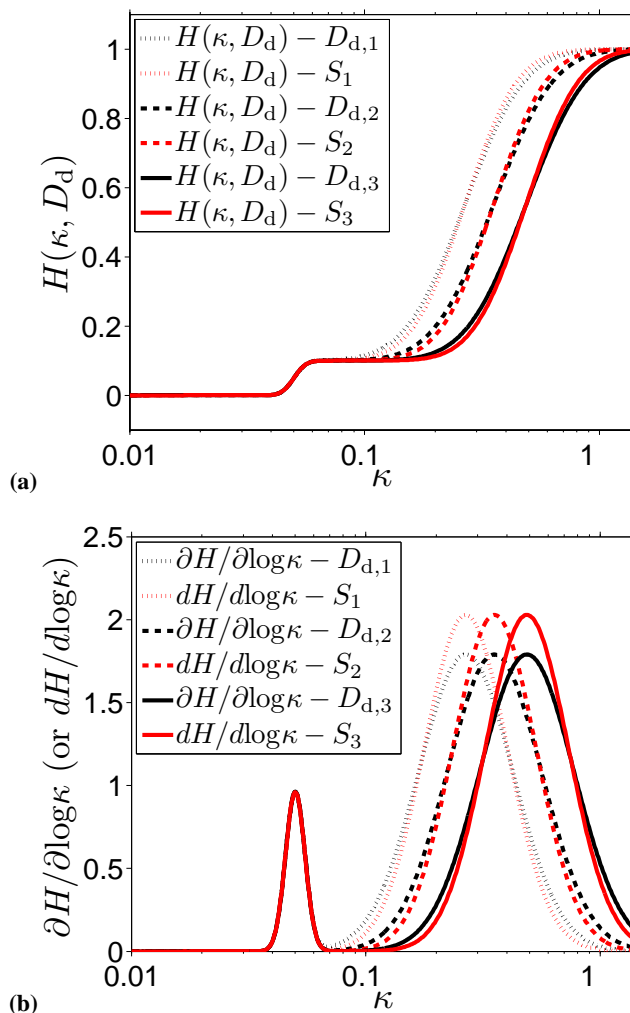 1
0.8
0.6
0.4
0.2
0
H(κ, D_d)
H(κ, D_d) − D_d,1
H(κ, D_d) − S_1
H(κ, D_d) − D_d,2
H(κ, D_d) − S_2
H(κ, D_d) − D_d,3
H(κ, D_d) − S_3
0.01
0.1
1
κ
(a)
2.5
2
1.5
1
0.5
0
∂H/∂logκ (or dH/dlogκ)
∂H/∂logκ − D_d,1
dH/dlogκ − S_1
∂H/∂logκ − D_d,2
dH/dlogκ − S_2
∂H/∂logκ − D_d,3
dH/dlogκ − S_3
0.01
0.1
1
κ
(b)